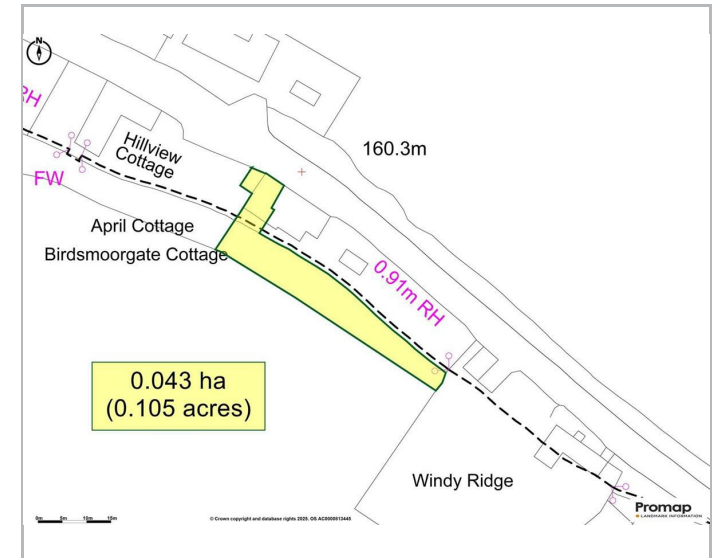 N
160.3m
RH
Hillview
Cottage
FW
April Cottage
Birdsmoorgate Cottage
0.91m RH
0.043 ha
(0.105 acres)
Windy Ridge
0m 5m 10m 15m
© Crown copyright and database rights 2025. OS AC0000813445
Promap
LANDMARK INFORMATION